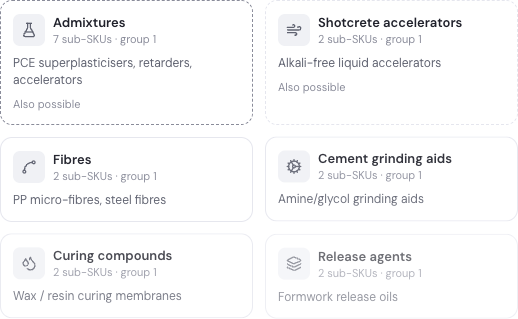 Admixtures
7 sub-SKUs · group 1
PCE superplasticisers, retarders,
accelerators
Also possible
Shotcrete accelerators
2 sub-SKUs · group 1
Alkali-free liquid accelerators
Also possible
Fibres
2 sub-SKUs · group 1
PP micro-fibres, steel fibres
Cement grinding aids
2 sub-SKUs · group 1
Amine/glycol grinding aids
Curing compounds
2 sub-SKUs · group 1
Wax / resin curing membranes
Release agents
2 sub-SKUs · group 1
Formwork release oils